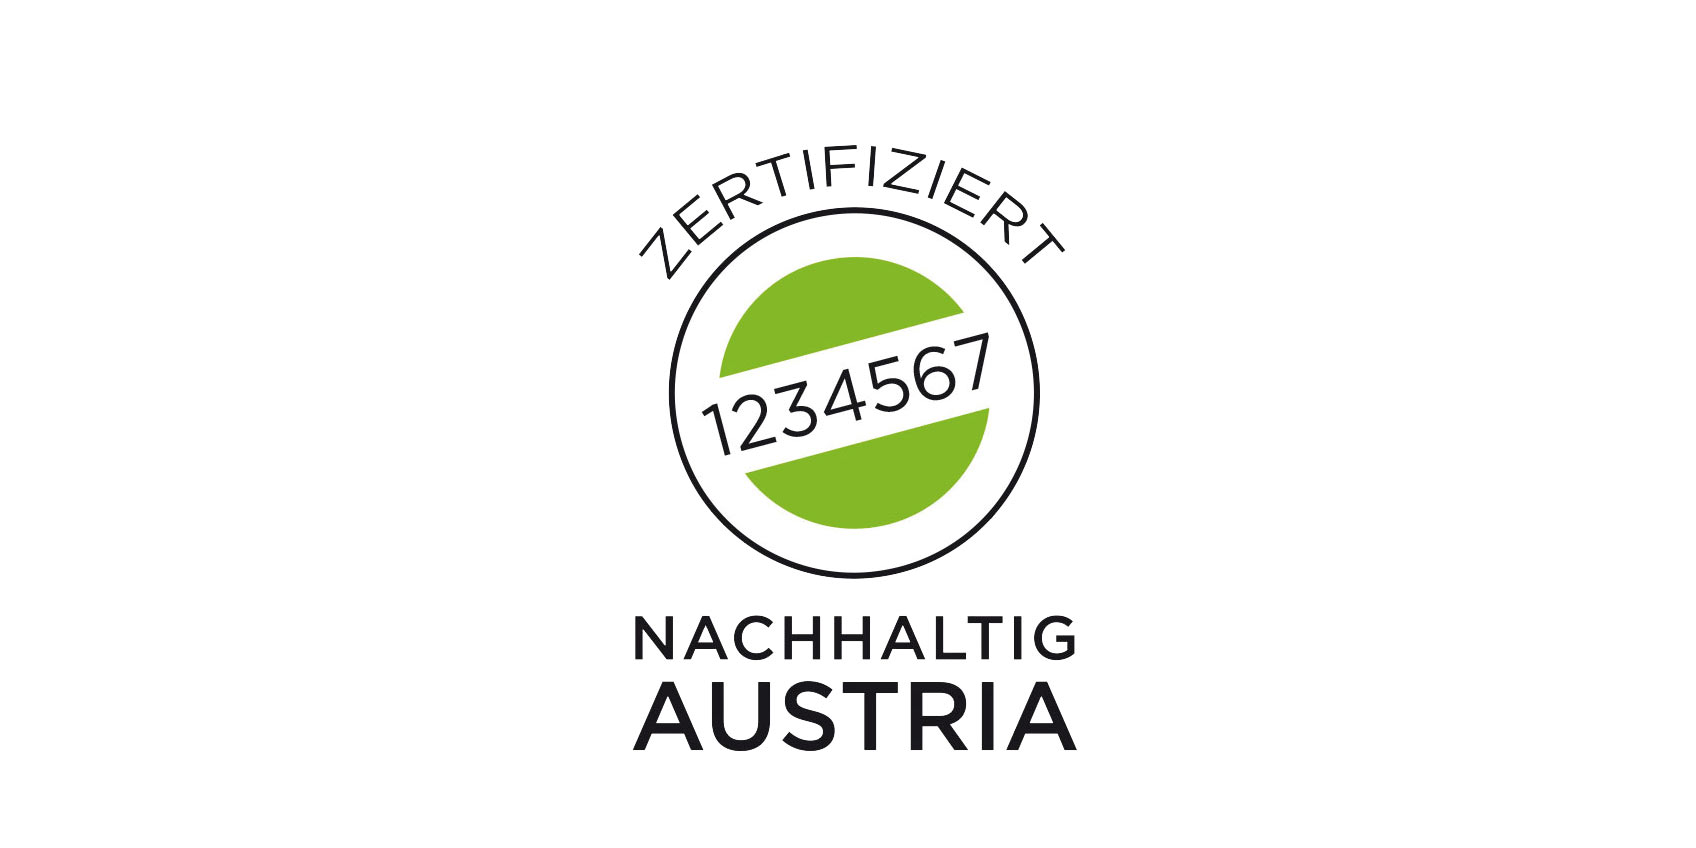 ZERTIFIZIERT
1234567
NACHHALTIG
AUSTRIA